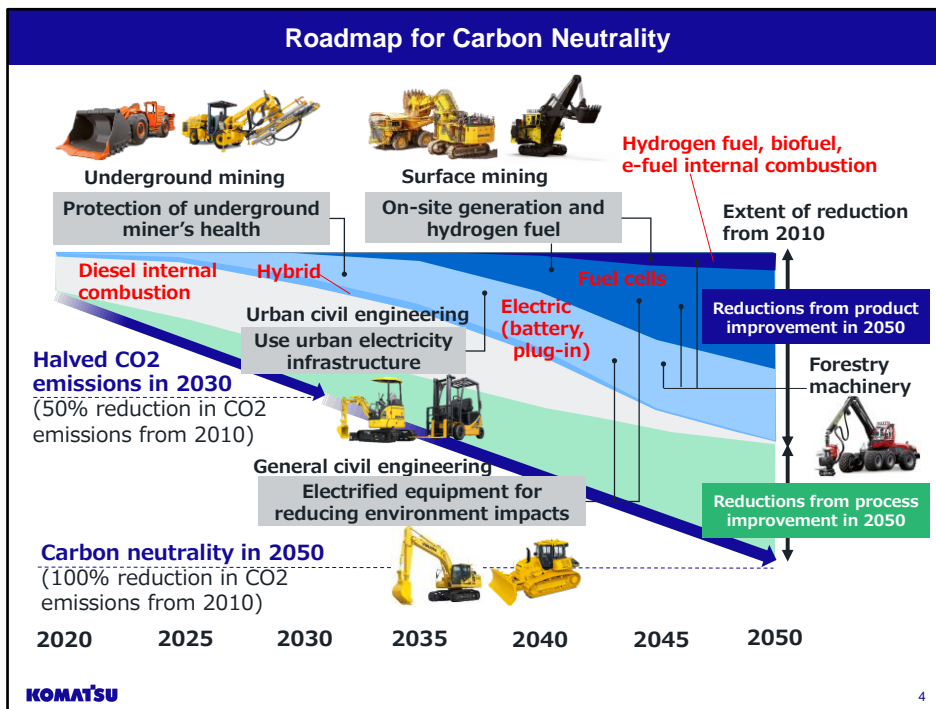 Roadmap for Carbon Neutrality
Underground mining
Protection of underground
miner's health
Surface mining
On-site generation and
hydrogen fuel
Hydrogen fuel, biofuel,
e-fuel internal combustion
Extent of reduction
from 2010
Diesel internal
combustion
Hybrid
Fuel cells
Electric
(battery,
plug-in)
Urban civil engineering
Use urban electricity
infrastructure
Reductions from product
improvement in 2050
Halved CO2
emissions in 2030
(50% reduction in CO2
emissions from 2010)
Forestry
machinery
General civil engineering
Electrified equipment for
reducing environment impacts
Reductions from process
improvement in 2050
Carbon neutrality in 2050
(100% reduction in CO2
emissions from 2010)
2020 2025 2030 2035 2040 2045 2050
KOMATSU
4